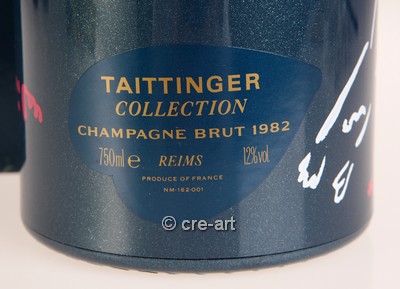 TAITTINGER
COLLECTION
CHAMPAGNE BRUT 1982
750ml e REIMS 12%vol
PRODUCE OF FRANCE
NM-162-001
© cre-art